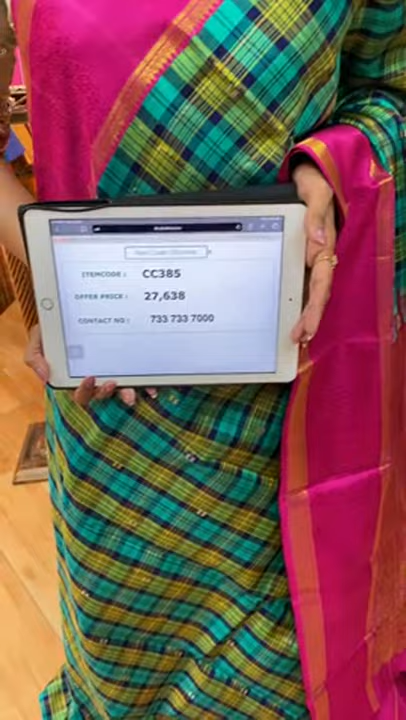 ITEMCODE : CC385
OFFER PRICE : 27,638
CONTACT NO : 733 733 7000